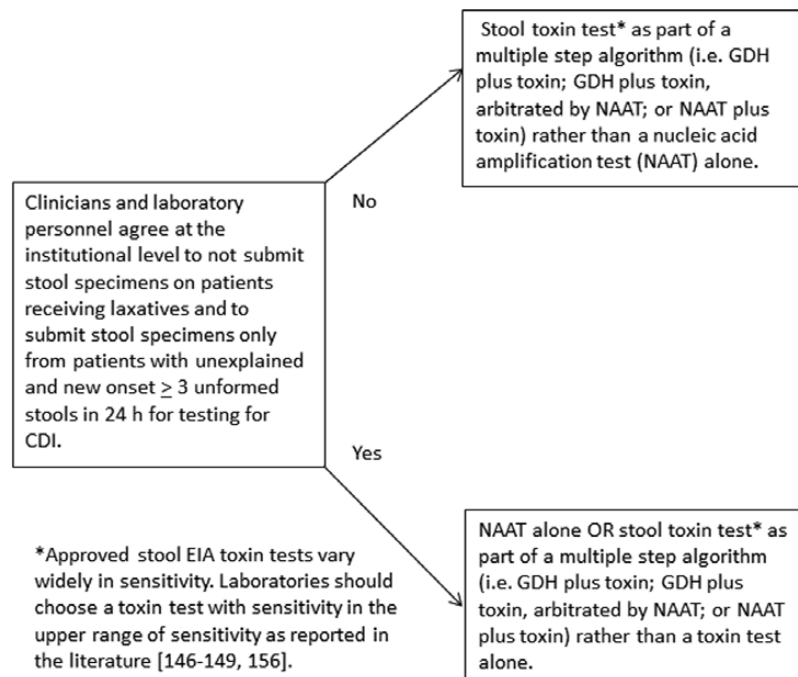 Stool toxin test* as part of a
multiple step algorithm (i.e. GDH
plus toxin; GDH plus toxin,
arbitrated by NAAT; or NAAT plus
toxin) rather than a nucleic acid
amplification test (NAAT) alone.
No
Clinicians and laboratory
personnel agree at the
institutional level to not submit
stool specimens on patients
receiving laxatives and to
submit stool specimens only
from patients with unexplained
and new onset ≥ 3 unformed
stools in 24 h for testing for
CDI.
Yes
NAAT alone OR stool toxin test* as
part of a multiple step algorithm
(i.e. GDH plus toxin; GDH plus
toxin, arbitrated by NAAT; or NAAT
plus toxin) rather than a toxin test
alone.
*Approved stool EIA toxin tests vary
widely in sensitivity. Laboratories should
choose a toxin test with sensitivity in the
upper range of sensitivity as reported in
the literature [146-149, 156].